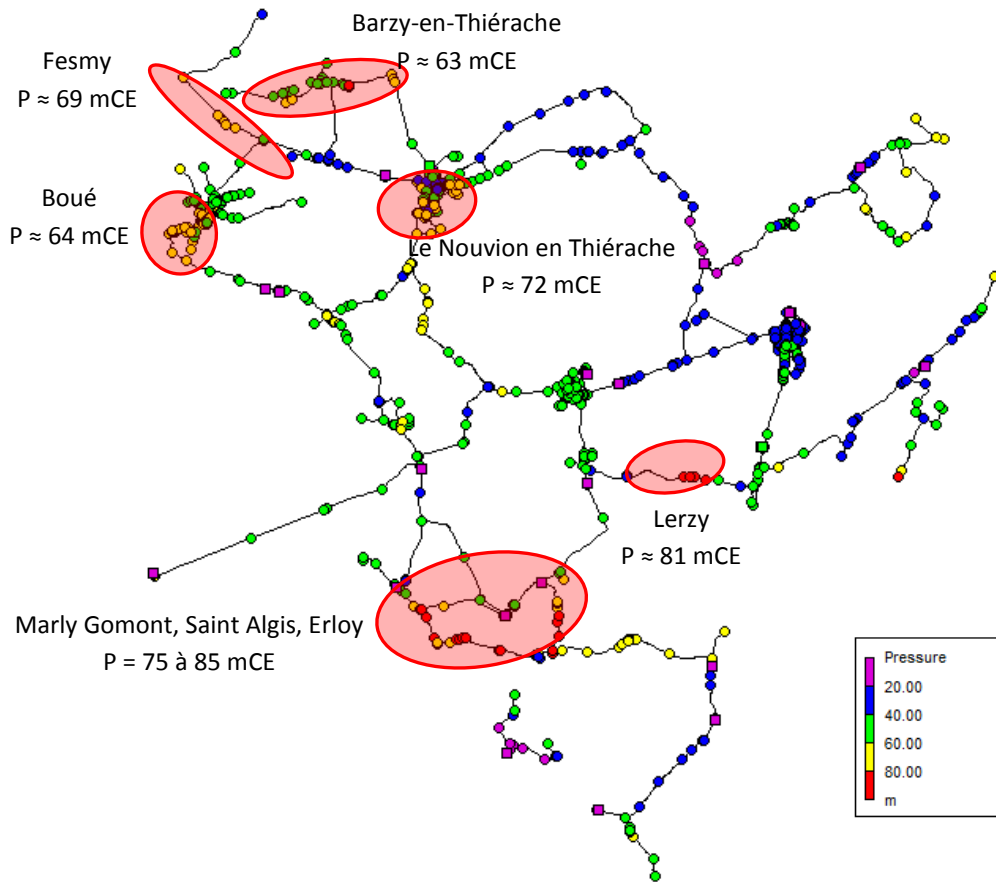 Barzy-en-Thiérache
P ≈ 63 mCE
Fesmy
P ≈ 69 mCE
Boué
P ≈ 64 mCE
Le Nouvion en Thiérache
P ≈ 72 mCE
Lerzy
P ≈ 81 mCE
Marly Gomont, Saint Algis, Erloy
P = 75 à 85 mCE
Pressure
20.00
40.00
60.00
80.00
m